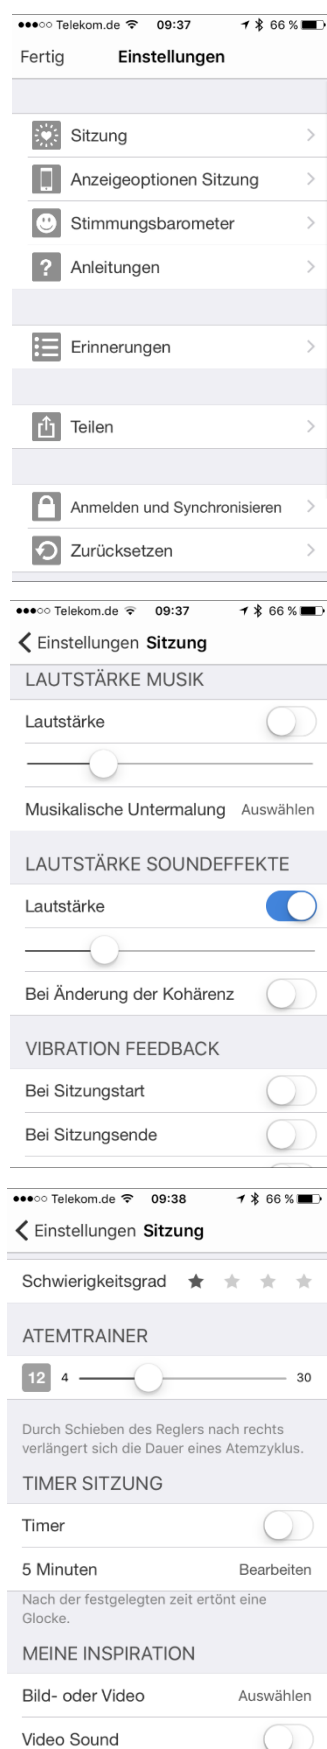 Telekom.de 09:37 66 %
Fertig Einstellungen
Sitzung
Anzeigeoptionen Sitzung
Stimmungsbarometer
? Anleitungen
Erinnerungen
Teilen
Anmelden und Synchronisieren
Zurücksetzen
Telekom.de 09:37 66 %
Einstellungen Sitzung
LAUTSTÄRKE MUSIK
Lautstärke
Musikalische Untermalung Auswählen
LAUTSTÄRKE SOUNDEFFEKTE
Lautstärke
Bei Änderung der Kohärenz
VIBRATION FEEDBACK
Bei Sitzungstart
Bei Sitzungsende
Telekom.de 09:38 66 %
Einstellungen Sitzung
Schwierigkeitsgrad
ATEMTRAINER
12 4 30
Durch Schieben des Reglers nach rechts
verlängert sich die Dauer eines Atemzyklus.
TIMER SITZUNG
Timer
5 Minuten Bearbeiten
Nach der festgelegten zeit ertönt eine
Glocke.
MEINE INSPIRATION
Bild- oder Video Auswählen
Video Sound